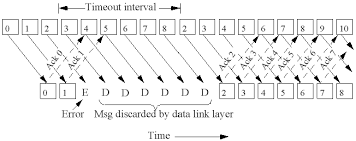 Timeout interval
0 1 2 3 4 5 6 7 8 2 3 4 5 6 7 8 9 10
Ack 0 Ack 1 Ack 2 Ack 3 Ack 4 Ack 5 Ack 6
0 1 E D D D D D D 2 3 4 5 6 7 8
Error
Msg discarded by data link layer
Time